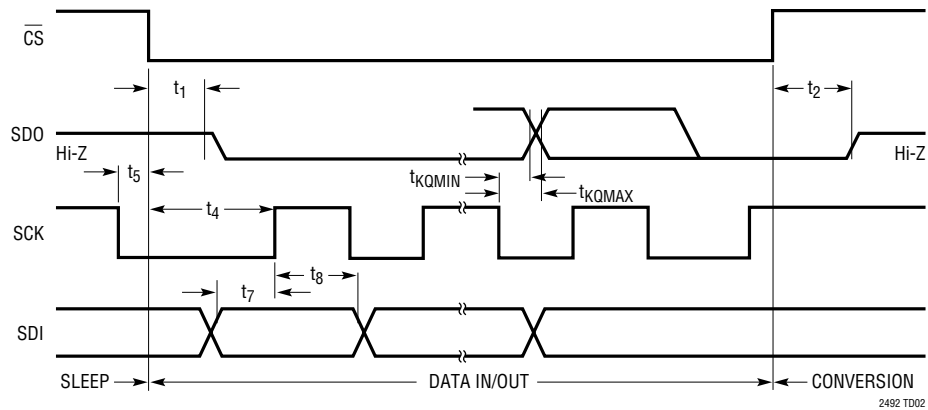 CS
t1
t2
SDO
Hi-Z
Hi-Z
t5
tKQMIN
tKQMAX
t4
SCK
t8
t7
SDI
SLEEP
DATA IN/OUT
CONVERSION
2492 TD02